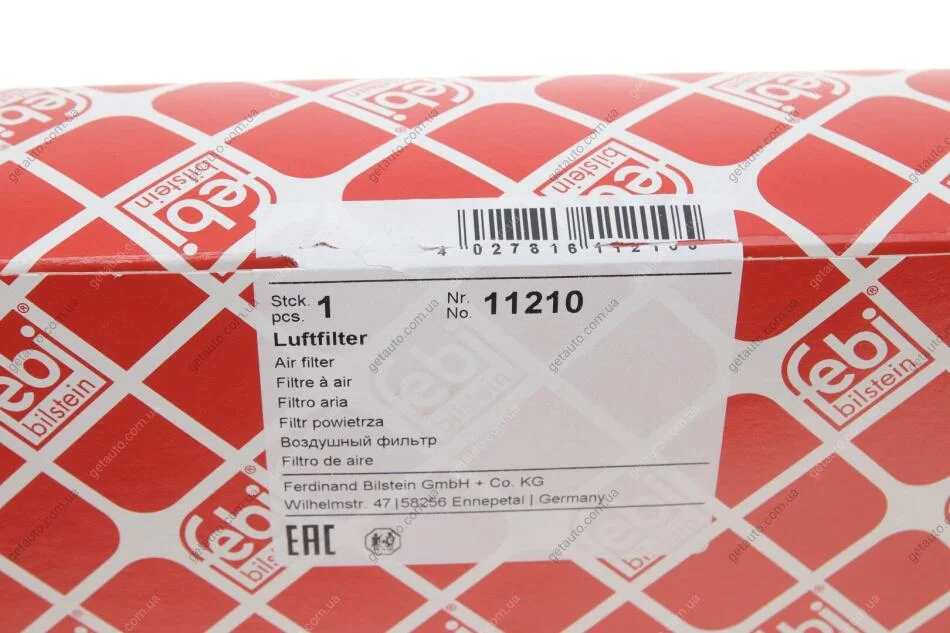 febi
bilstein
4 027816 112105
Stck. 1 Nr. 11210
pcs. No.
Luftfilter
Air filter
Filtre à air
Filtro aria
Filtr powietrza
Воздушный фильтр
Filtro de aire
Ferdinand Bilstein GmbH + Co. KG
Wilhelmstr. 47 | 58256 Ennepetal | Germany
EAC
getauto.com.ua